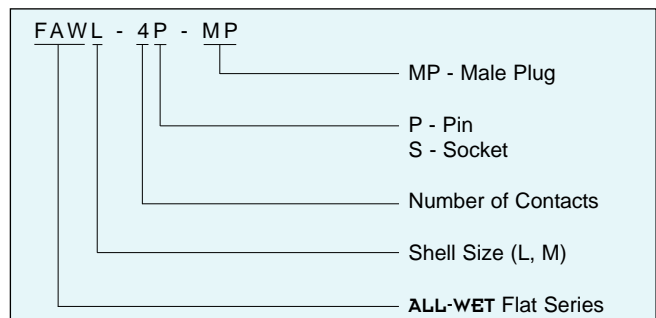 FAWL - 4P - MP
MP - Male Plug
P - Pin
S - Socket
Number of Contacts
Shell Size (L, M)
ALL-WET Flat Series